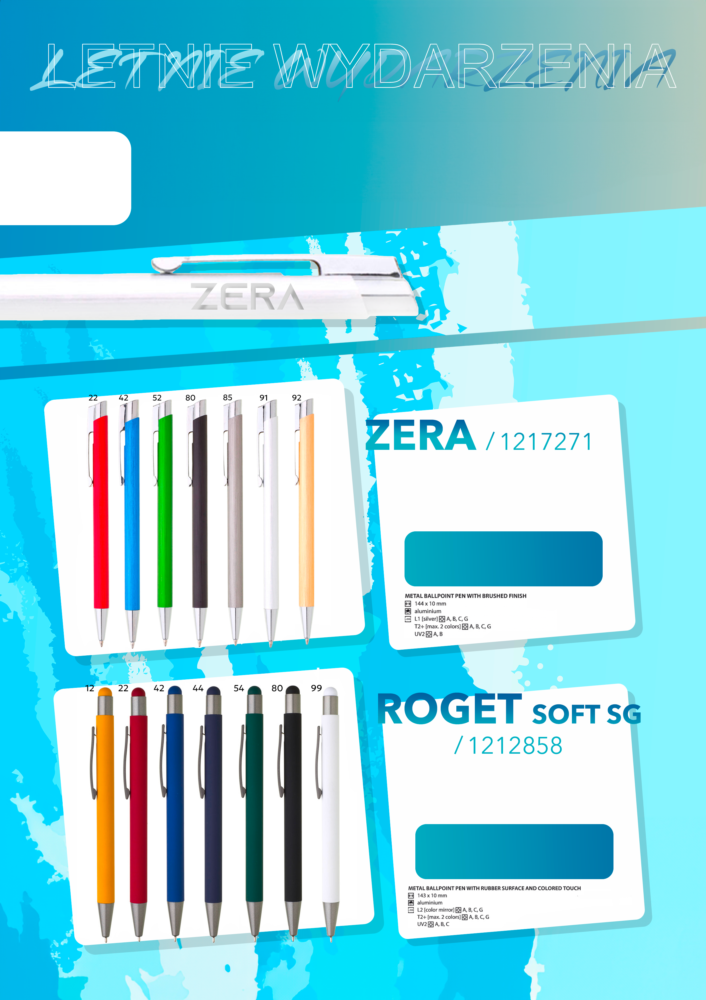 LETNIE WYDARZENIA
ZERA
22 42 52 80 85 91 92
ZERA / 1217271
METAL BALLPOINT PEN WITH BRUSHED FINISH
144 x 10 mm
aluminium
L1 [silver] A, B, C, G
T2+ [max. 2 colors] A, B, C, G
UV2 A, B
12 22 42 44 54 80 99
ROGET SOFT SG
/ 1212858
METAL BALLPOINT PEN WITH RUBBER SURFACE AND COLORED TOUCH
143 x 10 mm
aluminium
L2 [color mirror] A, B, C, G
T2+ [max. 2 colors] A, B, C, G
UV2 A, B, C